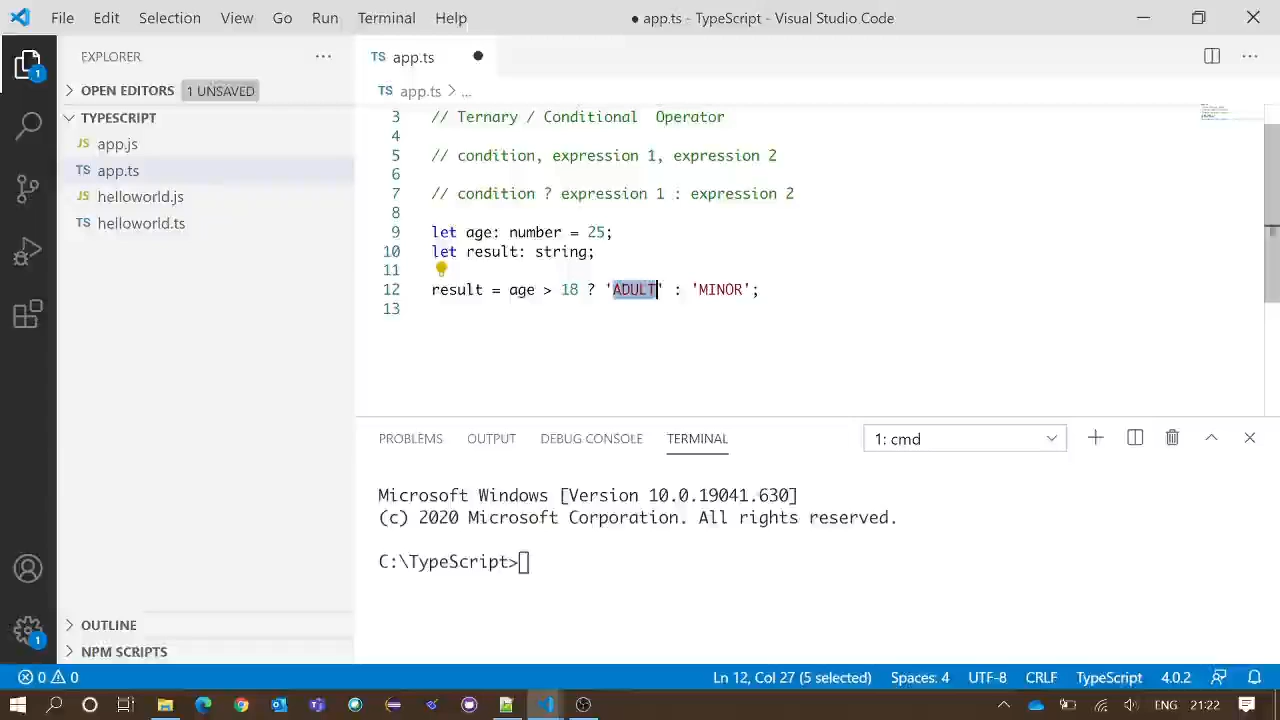 File Edit Selection View Go Run Terminal Help ● app.ts - TypeScript - Visual Studio Code
EXPLORER ···
TS app.ts ●
1
OPEN EDITORS 1 UNSAVED
TS app.ts > ...
TYPESCRIPT
JS app.js
TS app.ts
JS helloworld.js
TS helloworld.ts
3 // Ternary / Conditional  Operator
4
5 // condition, expression 1, expression 2
6
7 // condition ? expression 1 : expression 2
8
9 let age: number = 25;
10 let result: string;
11
12 result = age > 18 ? 'ADULT' : 'MINOR';
13
PROBLEMS OUTPUT DEBUG CONSOLE TERMINAL 1: cmd
Microsoft Windows [Version 10.0.19041.630]
(c) 2020 Microsoft Corporation. All rights reserved.
C:\TypeScript>
OUTLINE
1
NPM SCRIPTS
0 0 Ln 12, Col 27 (5 selected) Spaces: 4 UTF-8 CRLF TypeScript 4.0.2
ENG 21:22